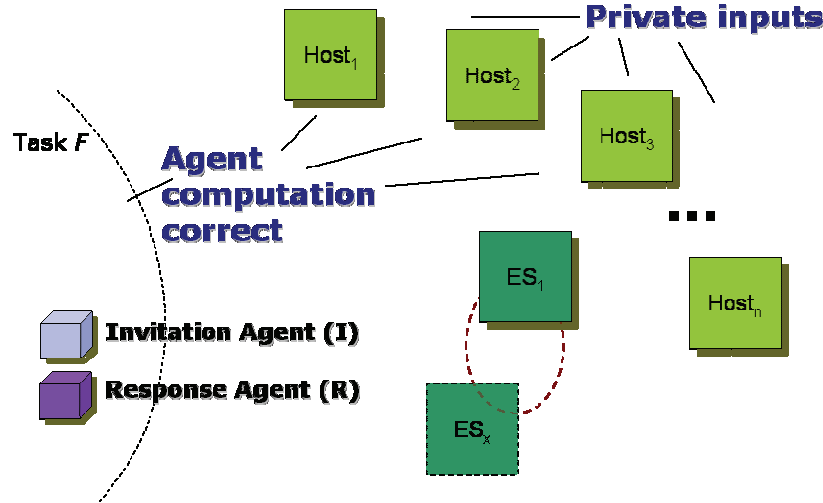 Private inputs
Host1
Host2
Host3
Task F
Agent
computation
correct
...
ES1
Hostn
Invitation Agent (I)
Response Agent (R)
ESx